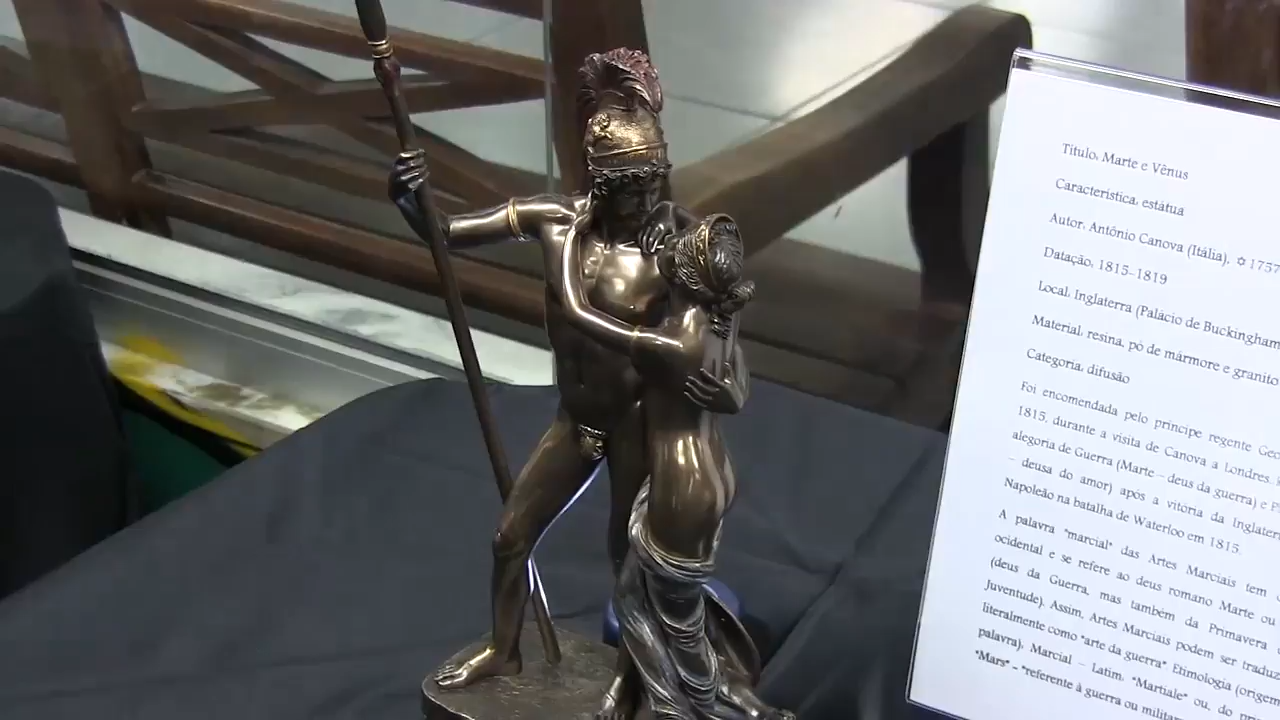 Título: Marte e Vênus
Característica: estátua
Autor: Antônio Canova (Itália), ✡1757
Datação: 1815-1819
Local: Inglaterra (Palácio de Buckingham
Material: resina, pó de mármore e granito
Categoria: difusão
Foi encomendada pelo príncipe regente Geo
1815, durante a visita de Canova a Londres.
alegoria de Guerra (Marte – deus da guerra) e P
– deusa do amor) após a vitória da Inglater
Napoleão na batalha de Waterloo em 1815.
A palavra "marcial" das Artes Marciais tem
ocidental e se refere ao deus romano Marte ou
(deus da Guerra, mas também da Primavera
Juventude). Assim, Artes Marciais podem ser traduz
literalmente como "arte da guerra" Etimologia (origem
palavra). Marcial – Latim, "Martiale" ou, do
"Mars" - "referente à guerra ou milita